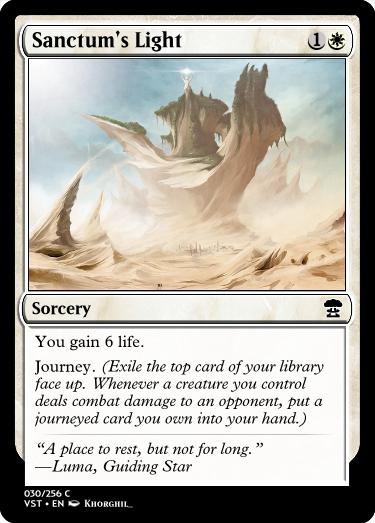 Sanctum's Light 1
Sorcery
You gain 6 life.
Journey. (Exile the top card of your library
face up. Whenever a creature you control
deals combat damage to an opponent, put a
journeyed card you own into your hand.)
"A place to rest, but not for long."
—Luma, Guiding Star
030/256 C
VST • EN Khorghil_